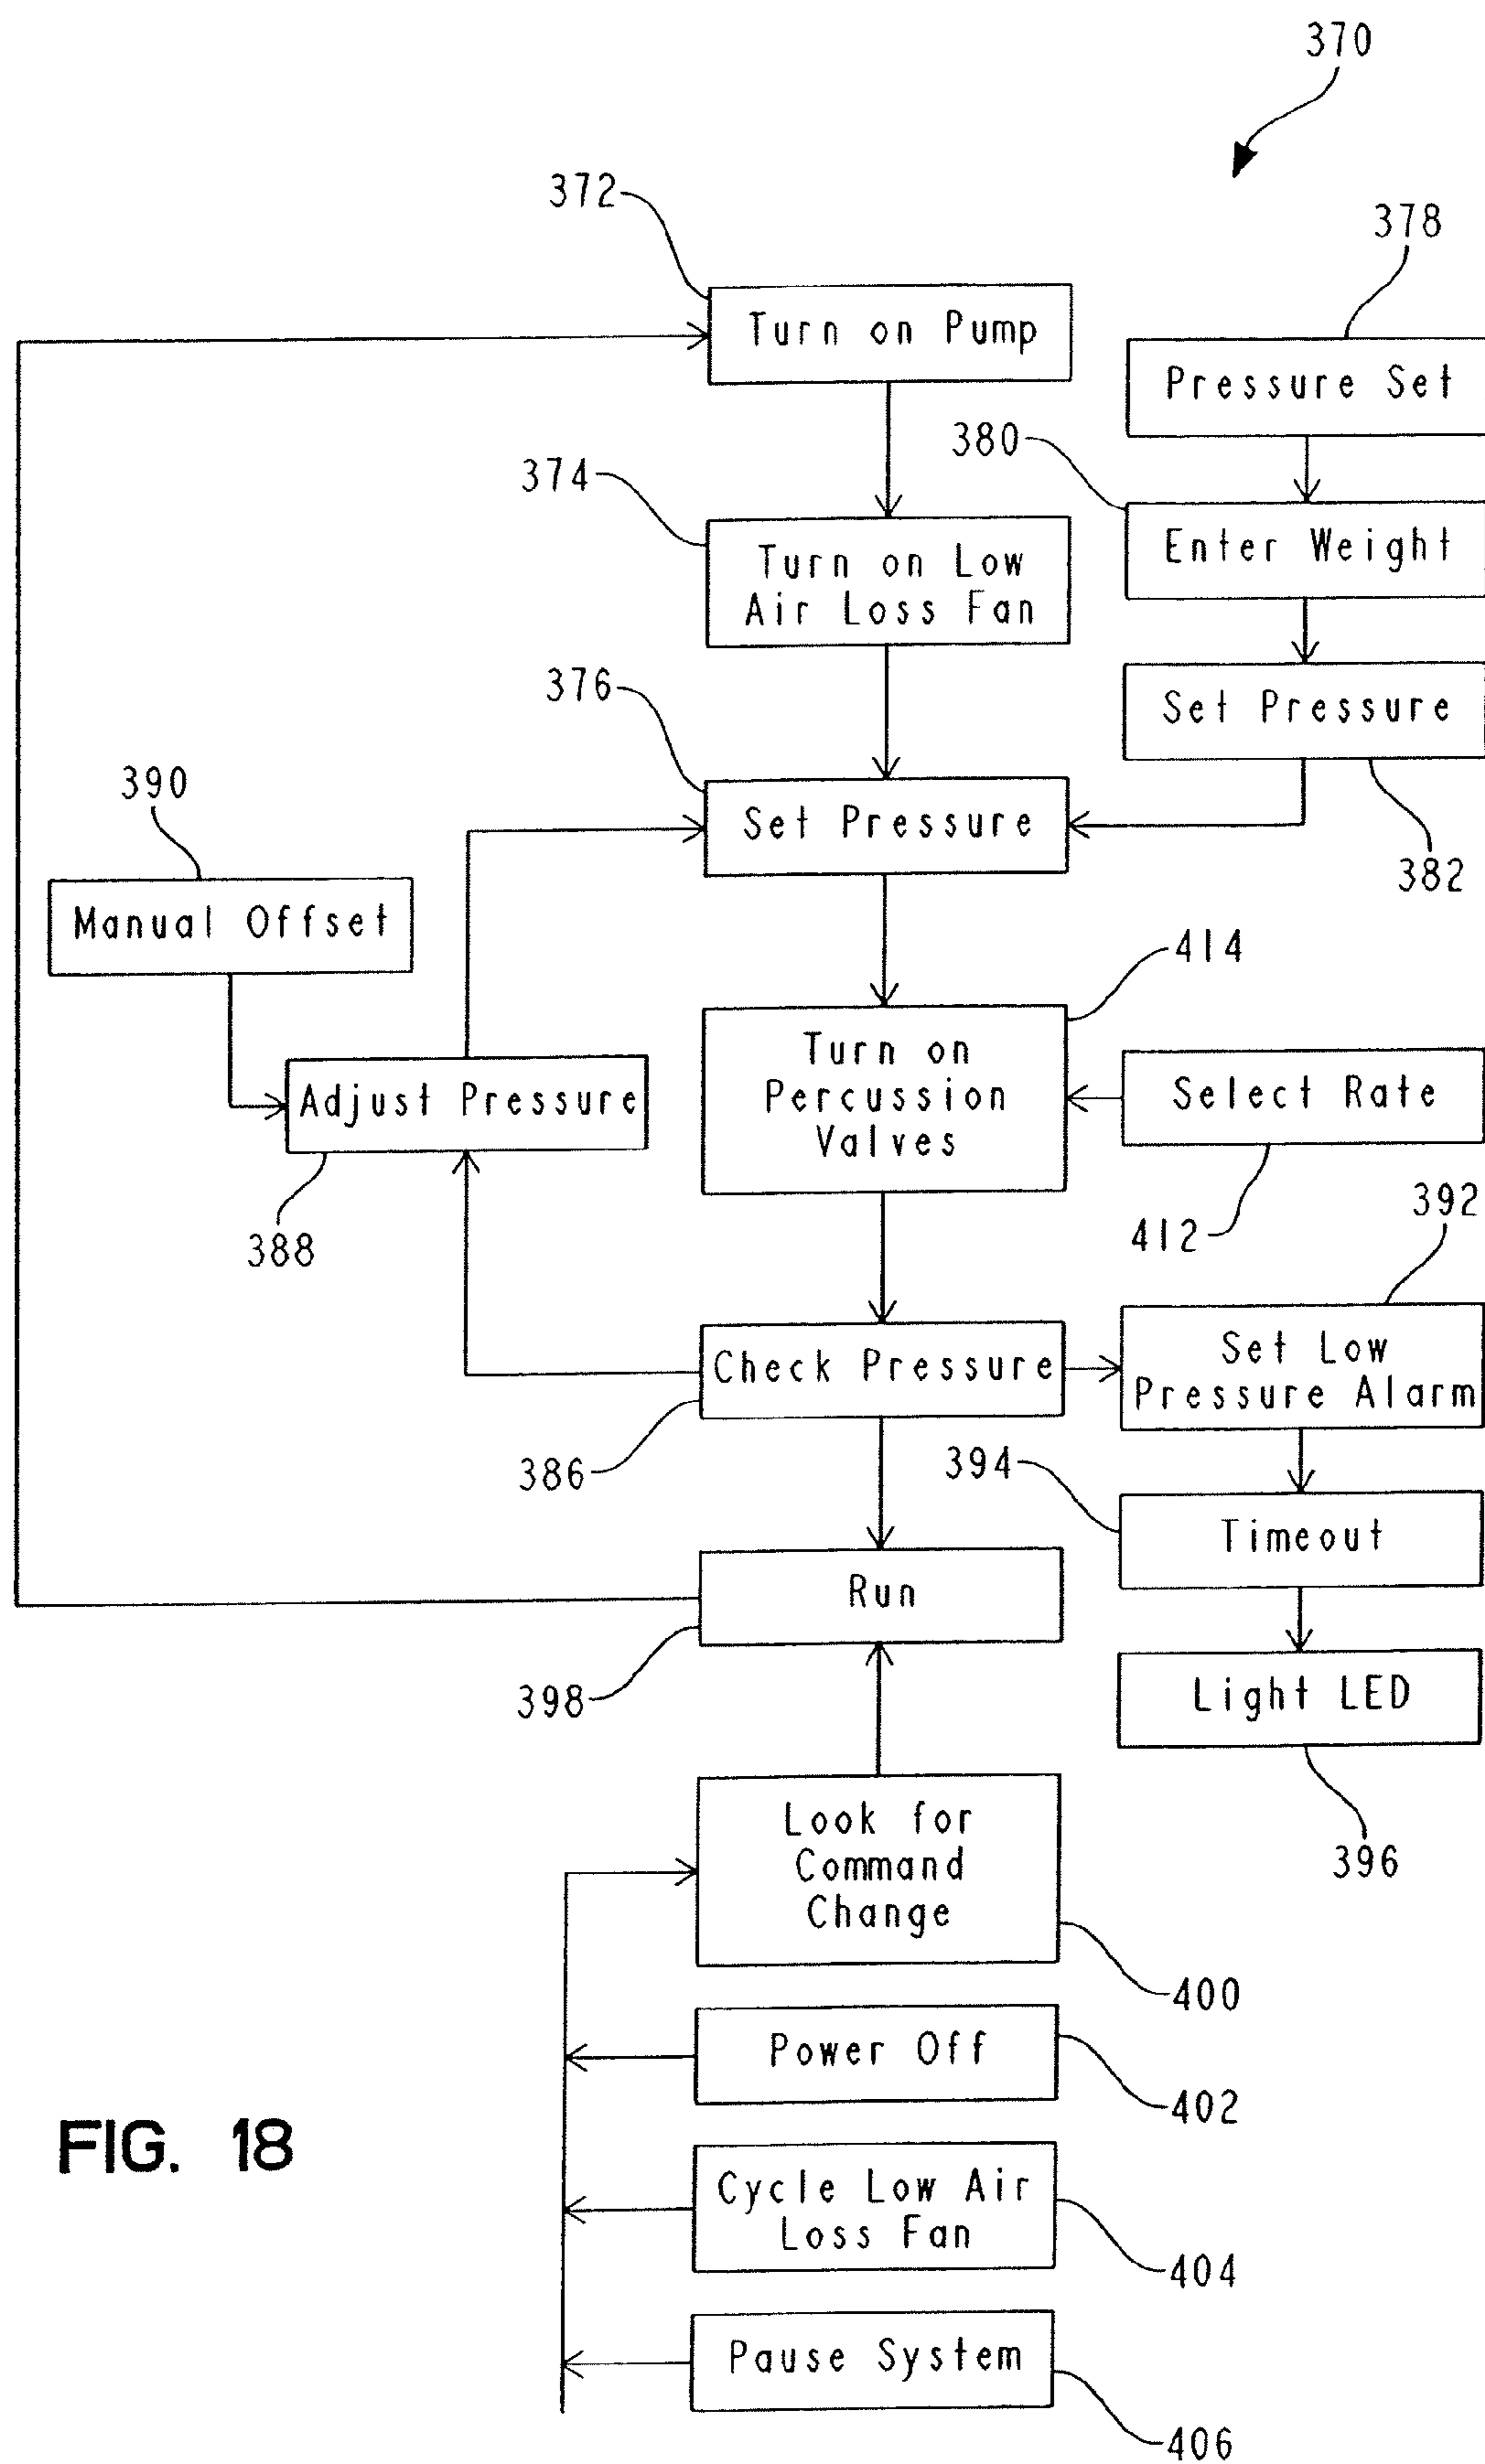 370
372
378
Turn on Pump
Pressure Set
380
374
Enter Weight
Turn on Low
Air Loss Fan
376
Set Pressure
390
Set Pressure
382
Manual Offset
414
Turn on
Percussion
Valves
Select Rate
Adjust Pressure
392
412
388
Set Low
Pressure Alarm
Check Pressure
394
386
Timeout
Run
398
Light LED
Look for
Command
Change
396
400
Power Off
402
FIG. 18
Cycle Low Air
Loss Fan
404
Pause System
406